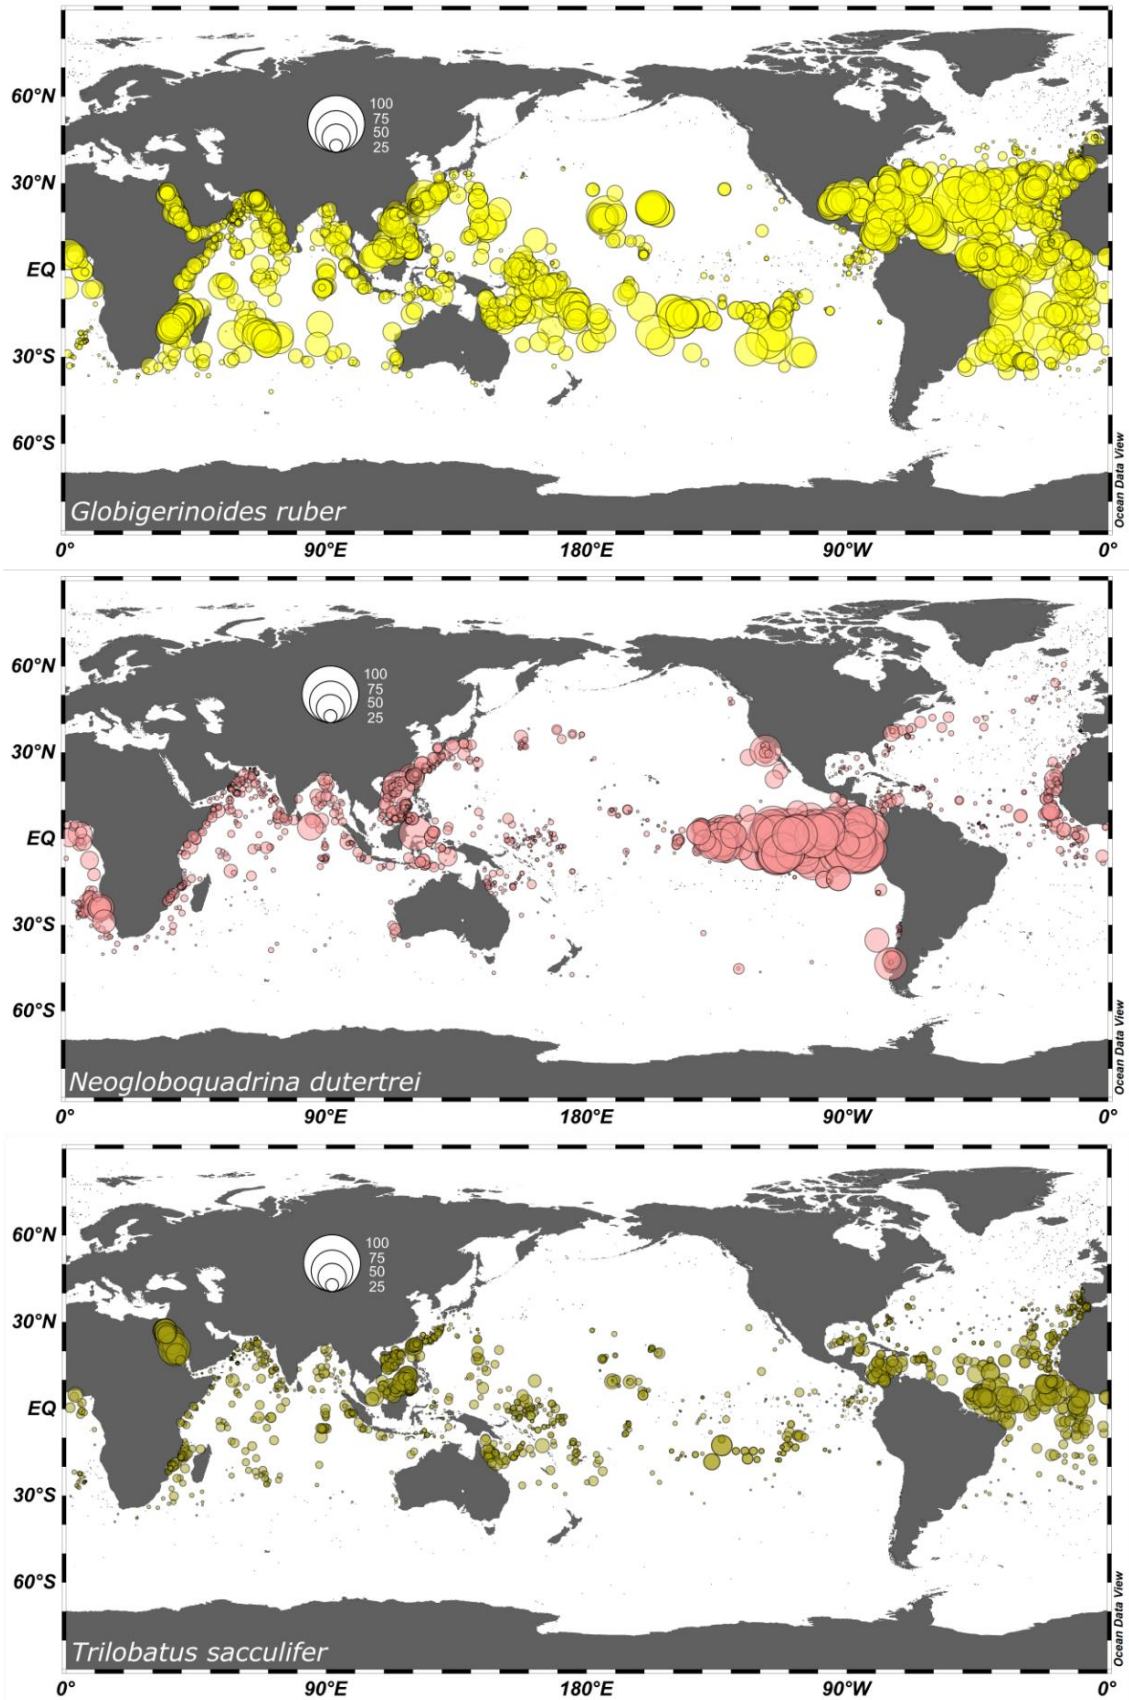 60°N
100
75
50
25
30°N
EQ
30°S
60°S
Globigerinoides ruber
Ocean Data View
0°
90°E
180°E
90°W
0°
60°N
100
75
50
25
30°N
EQ
30°S
60°S
Neogloboquadrina dutertrei
Ocean Data View
0°
90°E
180°E
90°W
0°
60°N
100
75
50
25
30°N
EQ
30°S
60°S
Trilobatus sacculifer
Ocean Data View
0°
90°E
180°E
90°W
0°